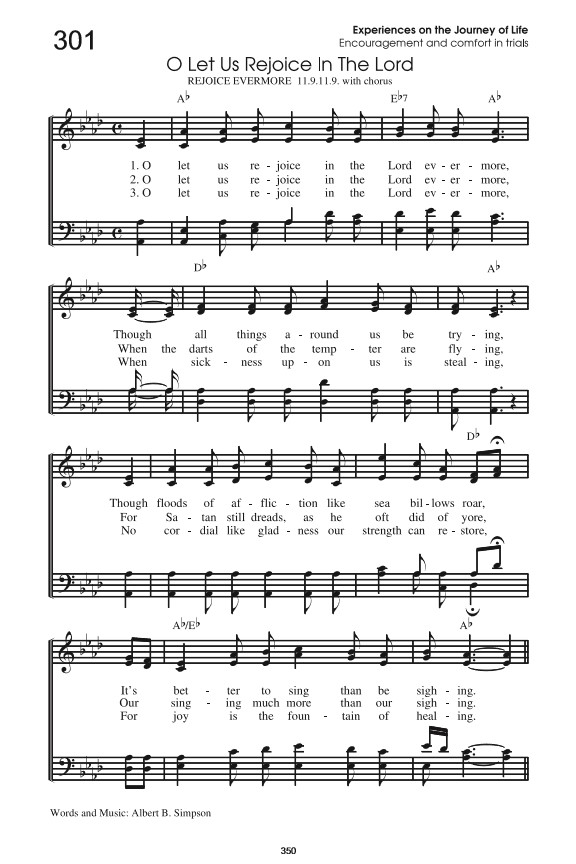 301
Experiences on the Journey of Life
Encouragement and comfort in trials
O Let Us Rejoice In The Lord
REJOICE EVERMORE 11.9.11.9. with chorus
A♭ E♭7 A♭
1. O let us re - joice in the Lord ev - er - more,
2. O let us re - joice in the Lord ev - er - more,
3. O let us re - joice in the Lord ev - er - more,
D♭ A♭
Though all things a - round us be try - ing,
When the darts of the temp - ter are fly - ing,
When sick - ness up - on us is steal - ing,
D♭
Though floods of af - flic - tion like sea bil - lows roar,
For Sa - tan still dreads, as he oft did of yore,
No cor - dial like glad - ness our strength can re - store,
A♭/E♭ A♭
It's bet - ter to sing than be sigh - ing.
Our sing - ing much more than our sigh - ing.
For joy is the foun - tain of heal - ing.
Words and Music: Albert B. Simpson
350